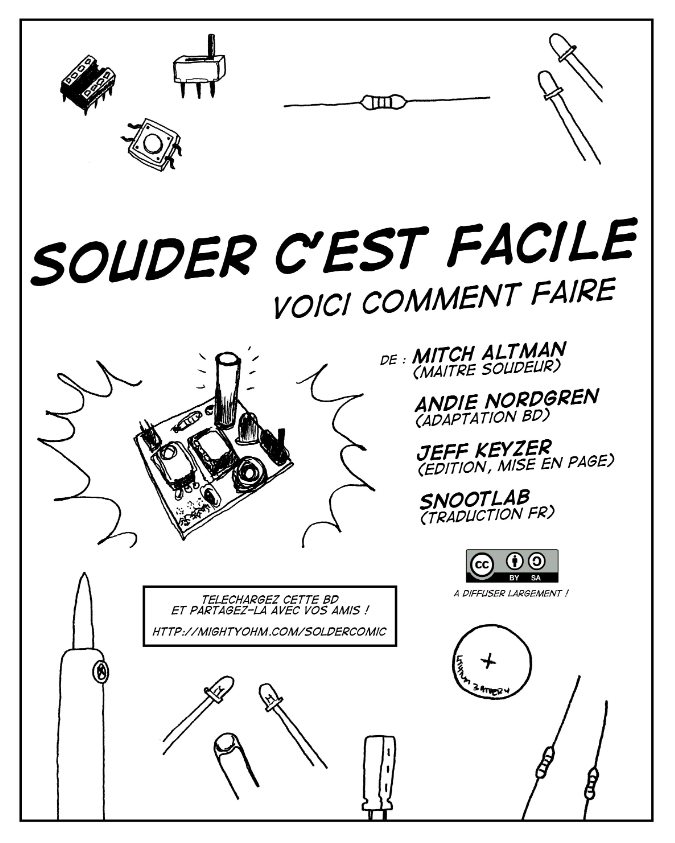 SOUDER C'EST FACILE
VOICI COMMENT FAIRE
DE : MITCH ALTMAN
(MAITRE SOUDEUR)
ANDIE NORDGREN
(ADAPTATION BD)
JEFF KEYZER
(EDITION, MISE EN PAGE)
SNOOTLAB
(TRADUCTION FR)
CC
BY SA
A DIFFUSER LARGEMENT !
TELECHARGEZ CETTE BD
ET PARTAGEZ-LA AVEC VOS AMIS !
HTTP://MIGHTYOHM.COM/SOLDERCOMIC
+